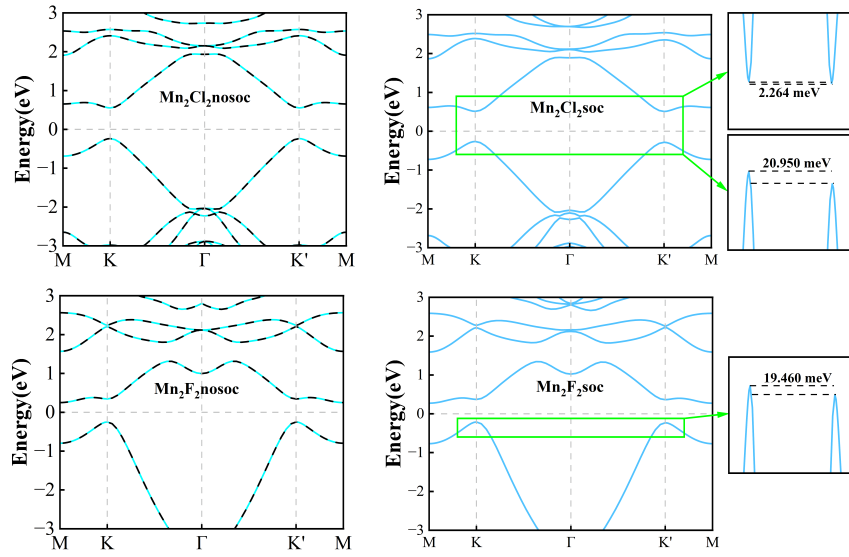 3
2
1
0
−1
−2
−3
Energy(eV)
Mn2Cl2nosoc
M K Γ K' M
3
2
1
0
−1
−2
−3
Energy(eV)
Mn2Cl2soc
M K Γ K' M
2.264 meV
20.950 meV
3
2
1
0
−1
−2
−3
Energy(eV)
Mn2F2nosoc
M K Γ K' M
3
2
1
0
−1
−2
−3
Energy(eV)
Mn2F2soc
M K Γ K' M
19.460 meV